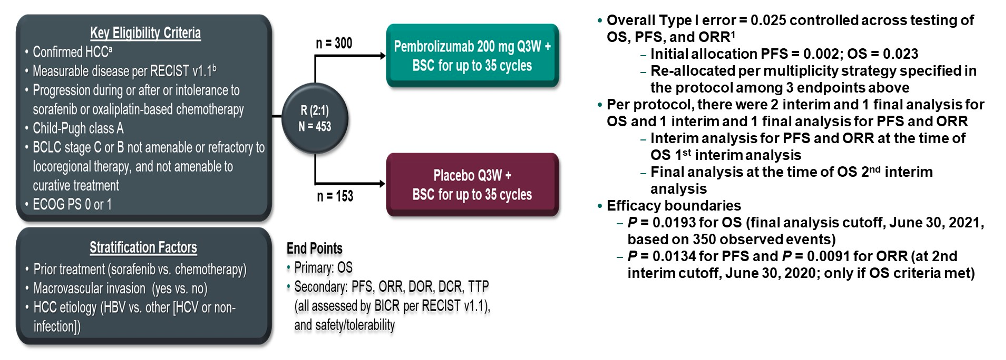 Key Eligibility Criteria
• Confirmed HCCª
• Measurable disease per RECIST v1.1ᵇ
• Progression during or after or intolerance to
sorafenib or oxaliplatin-based chemotherapy
• Child-Pugh class A
• BCLC stage C or B not amenable or refractory to
locoregional therapy, and not amenable to
curative treatment
• ECOG PS 0 or 1
Stratification Factors
• Prior treatment (sorafenib vs. chemotherapy)
• Macrovascular invasion (yes vs. no)
• HCC etiology (HBV vs. other [HCV or non-
infection])
R (2:1)
N = 453
n = 300
Pembrolizumab 200 mg Q3W +
BSC for up to 35 cycles
n = 153
Placebo Q3W +
BSC for up to 35 cycles
End Points
• Primary: OS
• Secondary: PFS, ORR, DOR, DCR, TTP
(all assessed by BICR per RECIST v1.1),
and safety/tolerability
• Overall Type I error = 0.025 controlled across testing of
OS, PFS, and ORR¹
– Initial allocation PFS = 0.002; OS = 0.023
– Re-allocated per multiplicity strategy specified in
the protocol among 3 endpoints above
• Per protocol, there were 2 interim and 1 final analysis for
OS and 1 interim and 1 final analysis for PFS and ORR
– Interim analysis for PFS and ORR at the time of
OS 1st interim analysis
– Final analysis at the time of OS 2nd interim
analysis
• Efficacy boundaries
– P = 0.0193 for OS (final analysis cutoff, June 30, 2021,
based on 350 observed events)
– P = 0.0134 for PFS and P = 0.0091 for ORR (at 2nd
interim cutoff, June 30, 2020; only if OS criteria met)